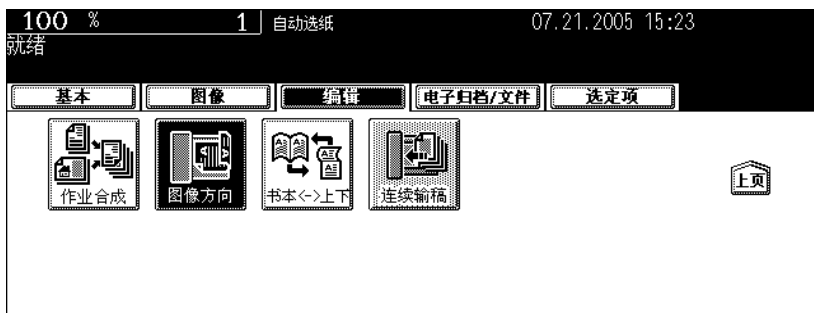 100 % 1 自动选纸 07.21.2005 15:23
就绪
基本 图像 编辑 电子归档/文件 选定项
作业合成 图像方向 书本<->上下 连续输稿 上页